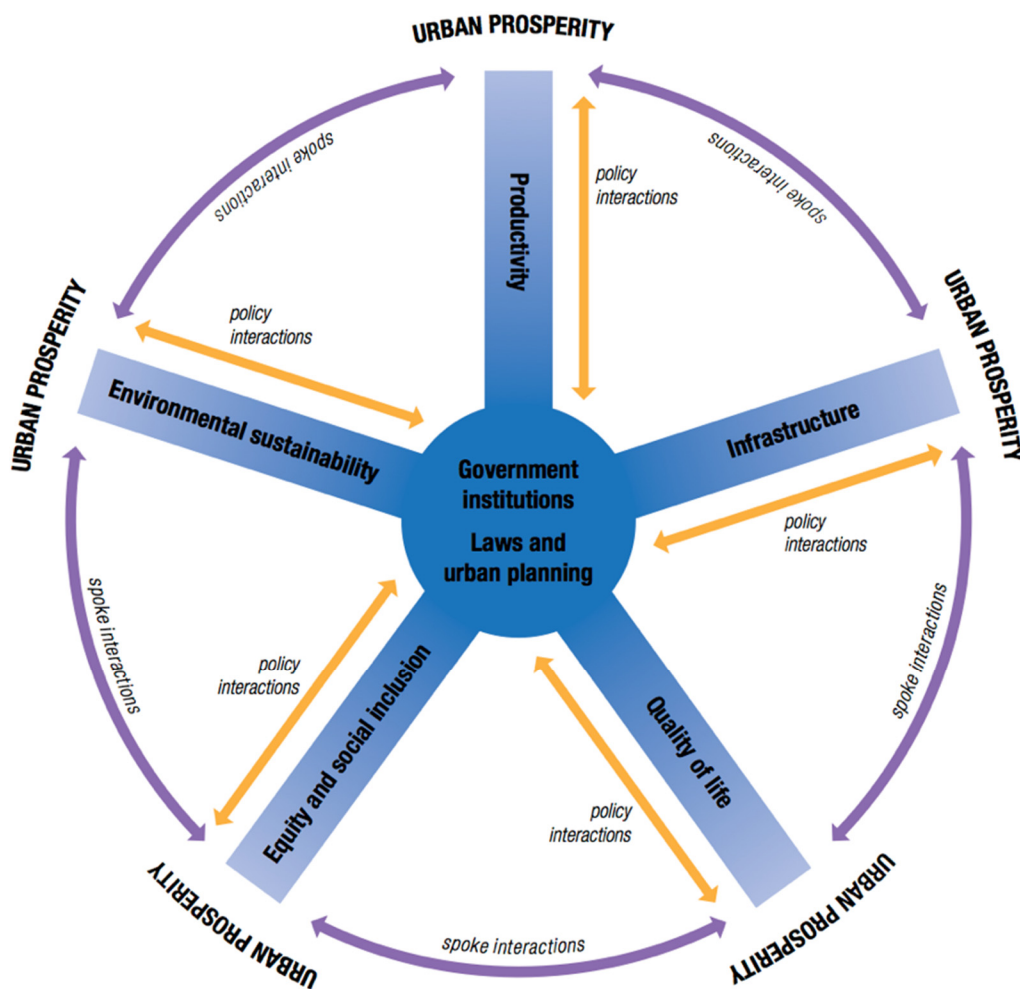 URBAN PROSPERITY
spoke interactions
spoke interactions
policy
interactions
Productivity
policy
interactions
URBAN PROSPERITY
URBAN PROSPERITY
Environmental sustainability
Infrastructure
Government
institutions
Laws and
urban planning
policy
interactions
spoke interactions
spoke interactions
policy
interactions
Equity and social inclusion
Quality of life
policy
interactions
URBAN PROSPERITY
URBAN PROSPERITY
spoke interactions